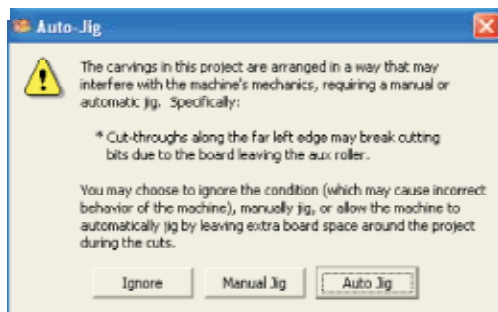 Auto-Jig
The carvings in this project are arranged in a way that may
interfere with the machine's mechanics, requiring a manual or
automatic jig. Specifically:
* Cut-throughs along the far left edge may break cutting
bits due to the board leaving the aux roller.
You may choose to ignore the condition (which may cause incorrect
behavior of the machine), manually jig, or allow the machine to
automatically jig by leaving extra board space around the project
during the cuts.
Ignore Manual Jig Auto Jig